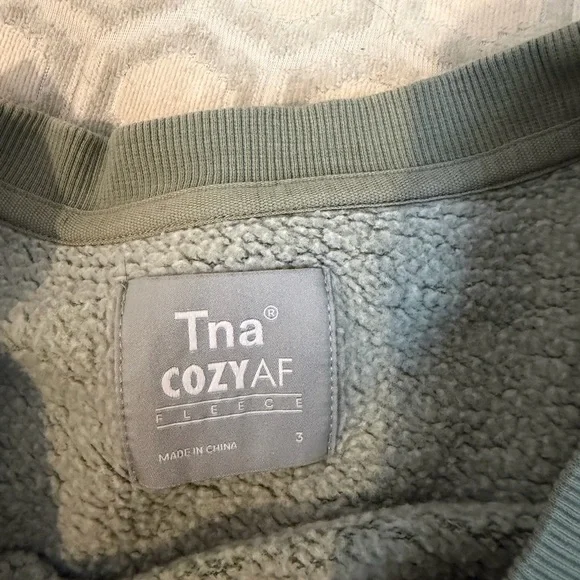 Tna®
COZYAF
FLEECE
3
MADE IN CHINA